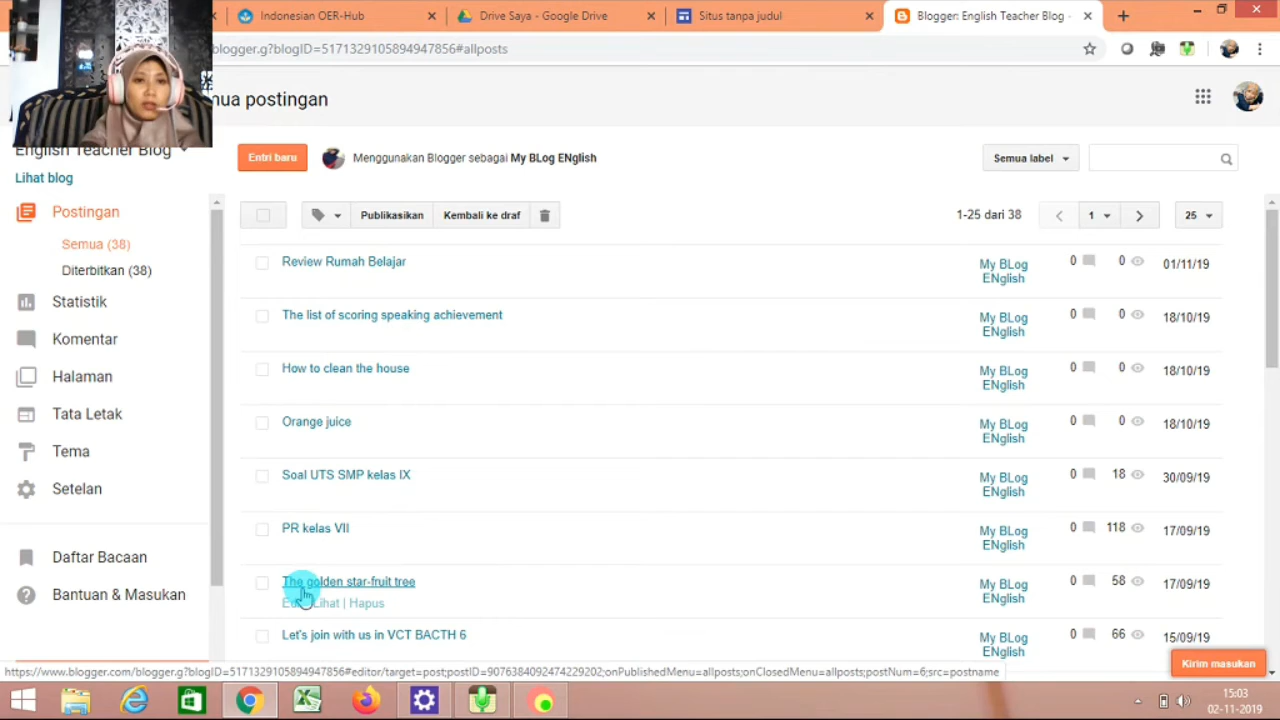 Indonesian OER-Hub
Drive Saya - Google Drive
Situs tanpa judul
Blogger: English Teacher Blog -
blogger.g?blogID=5171329105894947856#allposts
mua postingan
English Teacher Blog
Lihat blog
Entri baru
Menggunakan Blogger sebagai My BLog ENglish
Semua label
Postingan
Semua (38)
Diterbitkan (38)
Statistik
Komentar
Halaman
Tata Letak
Tema
Setelan
Daftar Bacaan
Bantuan & Masukan
Publikasikan
Kembali ke draf
1-25 dari 38
1
25
Review Rumah Belajar
My BLog
ENglish
0
0
01/11/19
The list of scoring speaking achievement
My BLog
ENglish
0
0
18/10/19
How to clean the house
My BLog
ENglish
0
0
18/10/19
Orange juice
My BLog
ENglish
0
0
18/10/19
Soal UTS SMP kelas IX
My BLog
ENglish
0
18
30/09/19
PR kelas VII
My BLog
ENglish
0
118
17/09/19
The golden star-fruit tree
Lihat | Hapus
My BLog
ENglish
0
58
17/09/19
Let's join with us in VCT BACTH 6
My BLog
ENglish
0
66
15/09/19
Kirim masukan
https://www.blogger.com/blogger.g?blogID=5171329105894947856#editor/target=post;postID=9076384092474229202;onPublishedMenu=allposts;onClosedMenu=allposts;postNum=6;src=postname
15:03
02-11-2019